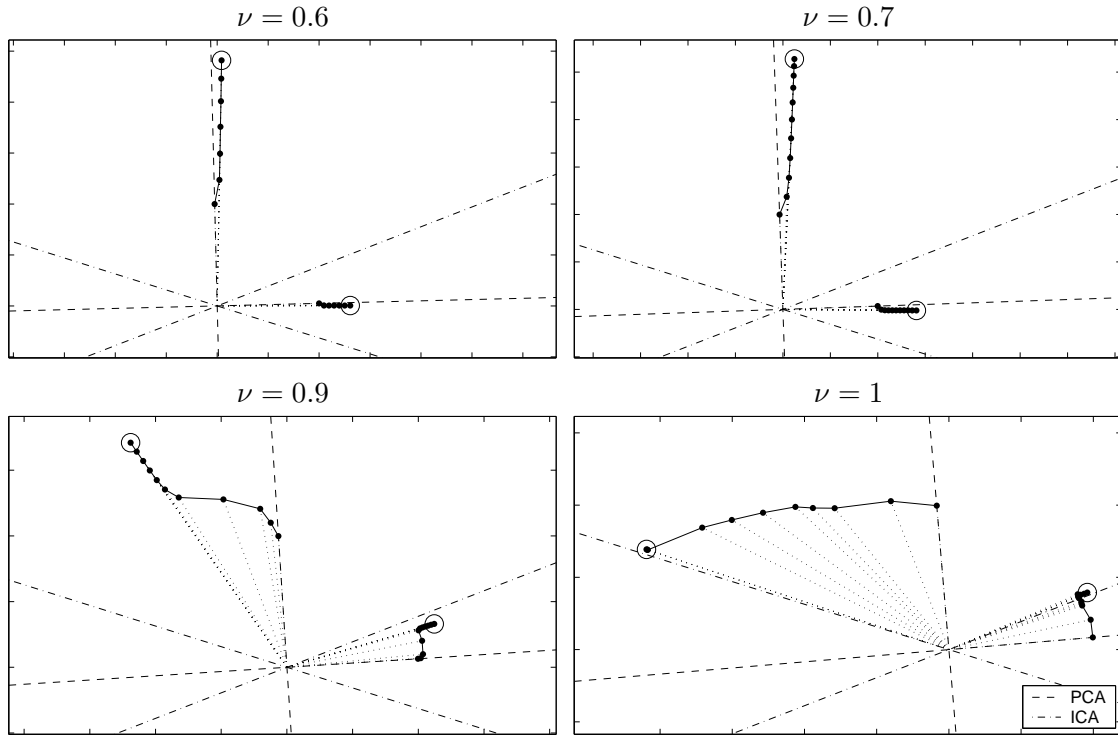 ν = 0.6
ν = 0.7
ν = 0.9
ν = 1
PCA
ICA